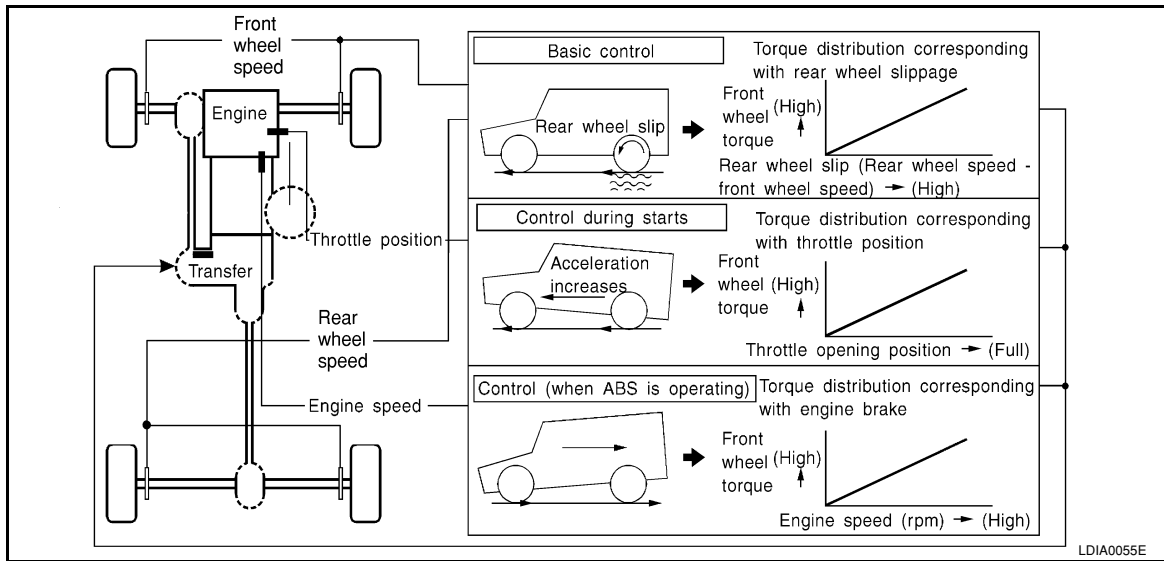 Front
wheel
speed
Engine
Throttle position
Transfer
Rear
wheel
speed
Engine speed
Basic control
Torque distribution corresponding
with rear wheel slippage
Rear wheel slip
Front
wheel
torque
(High)
Rear wheel slip (Rear wheel speed -
front wheel speed) → (High)
Control during starts
Torque distribution corresponding
with throttle position
Acceleration
increases
Front
wheel
torque
(High)
Throttle opening position → (Full)
Control (when ABS is operating)
Torque distribution corresponding
with engine brake
Front
wheel
torque
(High)
Engine speed (rpm) → (High)
LDIA0055E